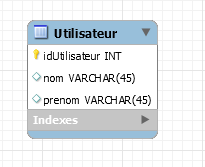 Utilisateur
idUtilisateur INT
nom VARCHAR(45)
prenom VARCHAR(45)
Indexes